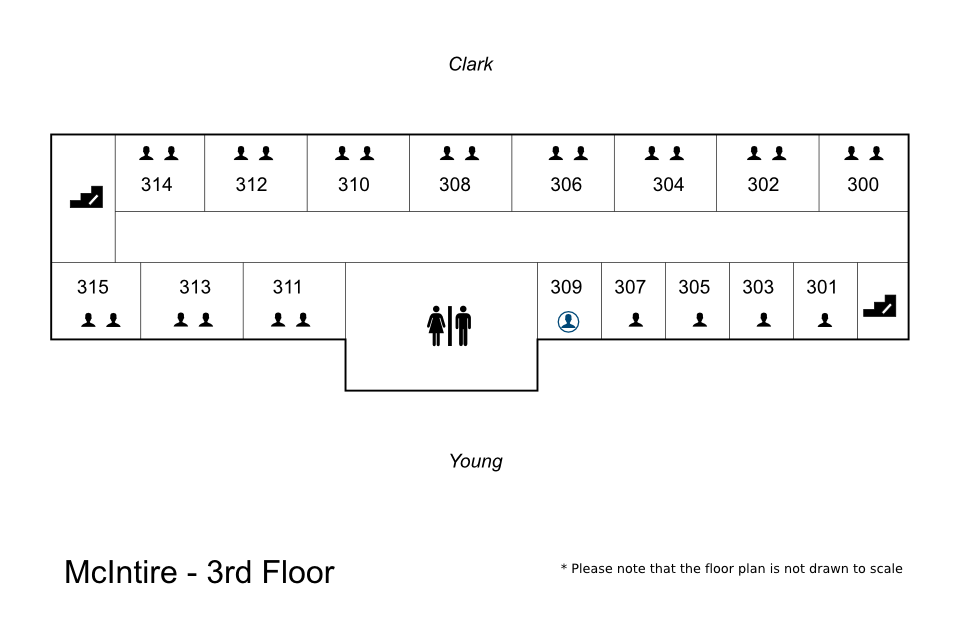 Clark
314 312 310 308 306 304 302 300
315 313 311 309 307 305 303 301
Young
McIntire - 3rd Floor
* Please note that the floor plan is not drawn to scale